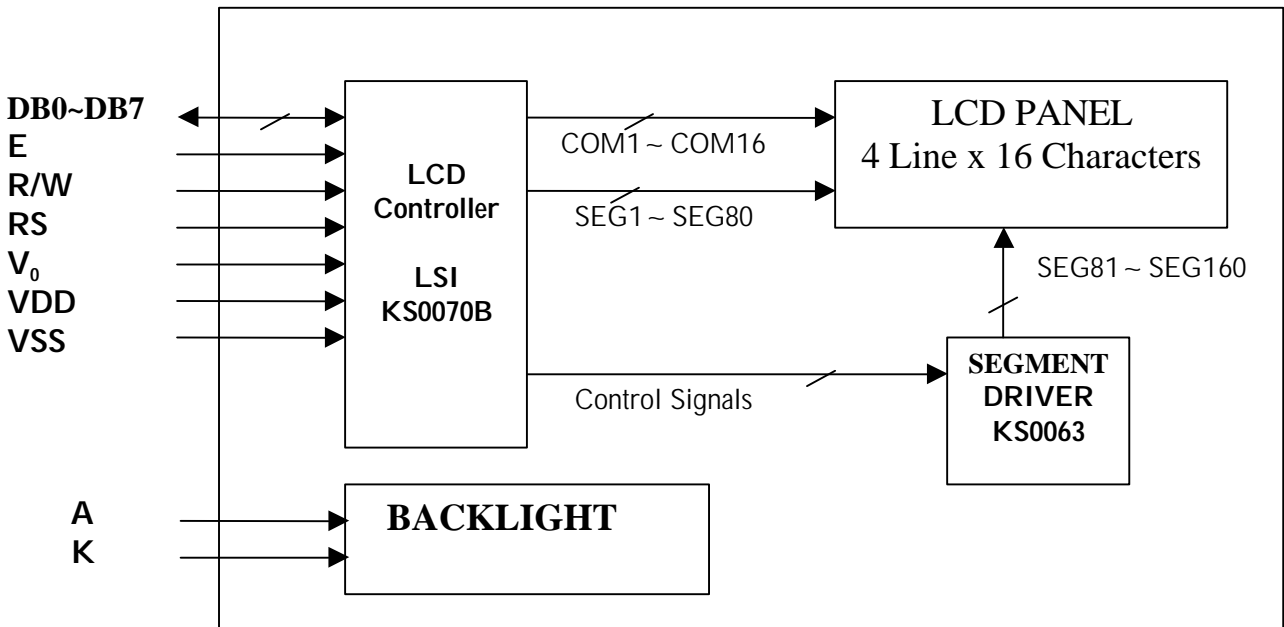 DB0~DB7
E
R/W
RS
V₀
VDD
VSS
LCD
Controller
LSI
KS0070B
COM1 ~ COM16
SEG1 ~ SEG80
LCD PANEL
4 Line x 16 Characters
SEG81 ~ SEG160
Control Signals
SEGMENT
DRIVER
KS0063
A
K
BACKLIGHT